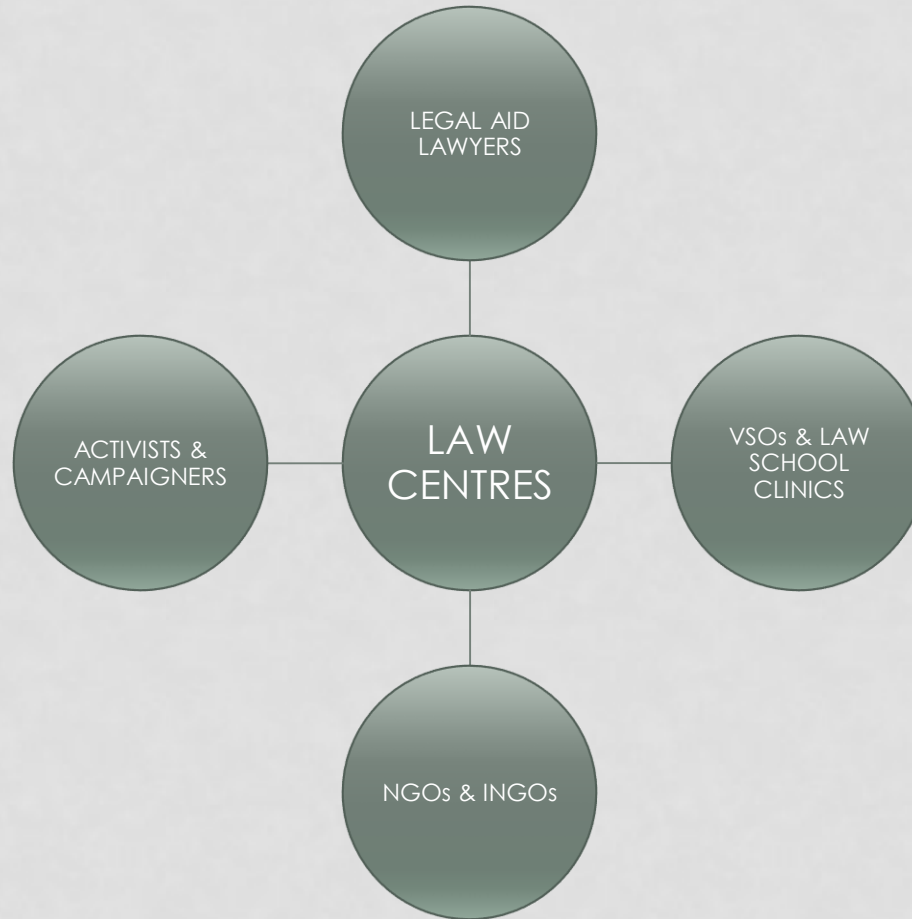 LEGAL AID
LAWYERS
ACTIVISTS &
CAMPAIGNERS
LAW
CENTRES
VSOs & LAW
SCHOOL
CLINICS
NGOs & INGOs